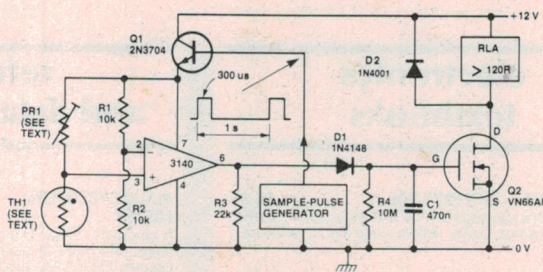 +12 V
Q1
2N3704
D2
1N4001
RLA
> 120R
300 us
1 s
PR1
(SEE
TEXT)
R1
10k
2
7
3140
6
3
4
D1
1N4148
D
G
S
Q2
TH1
(SEE
TEXT)
R2
10k
R3
22k
SAMPLE-PULSE
GENERATOR
R4
10M
C1
470n
0 V